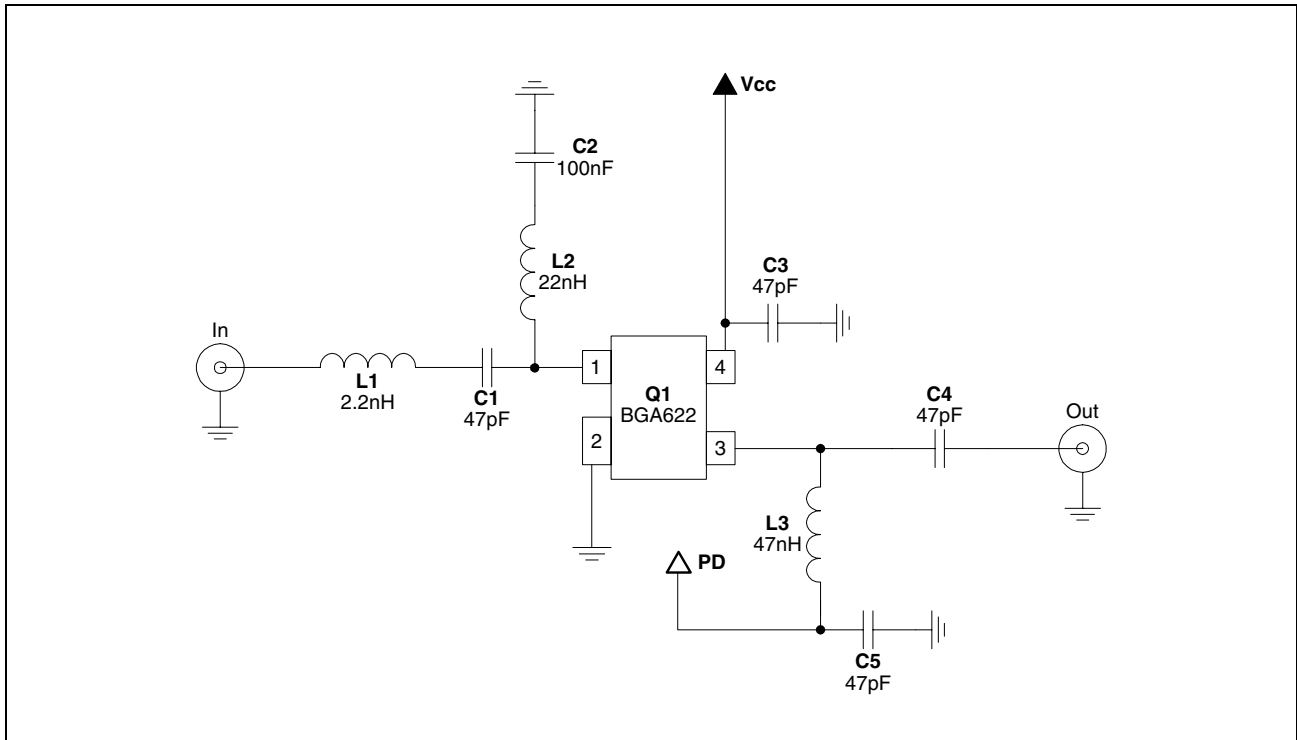 Vcc
C2
100nF
L2
22nH
C3
47pF
In
L1
2.2nH
C1
47pF
1
4
Q1
BGA622
2
3
C4
47pF
Out
L3
47nH
PD
C5
47pF